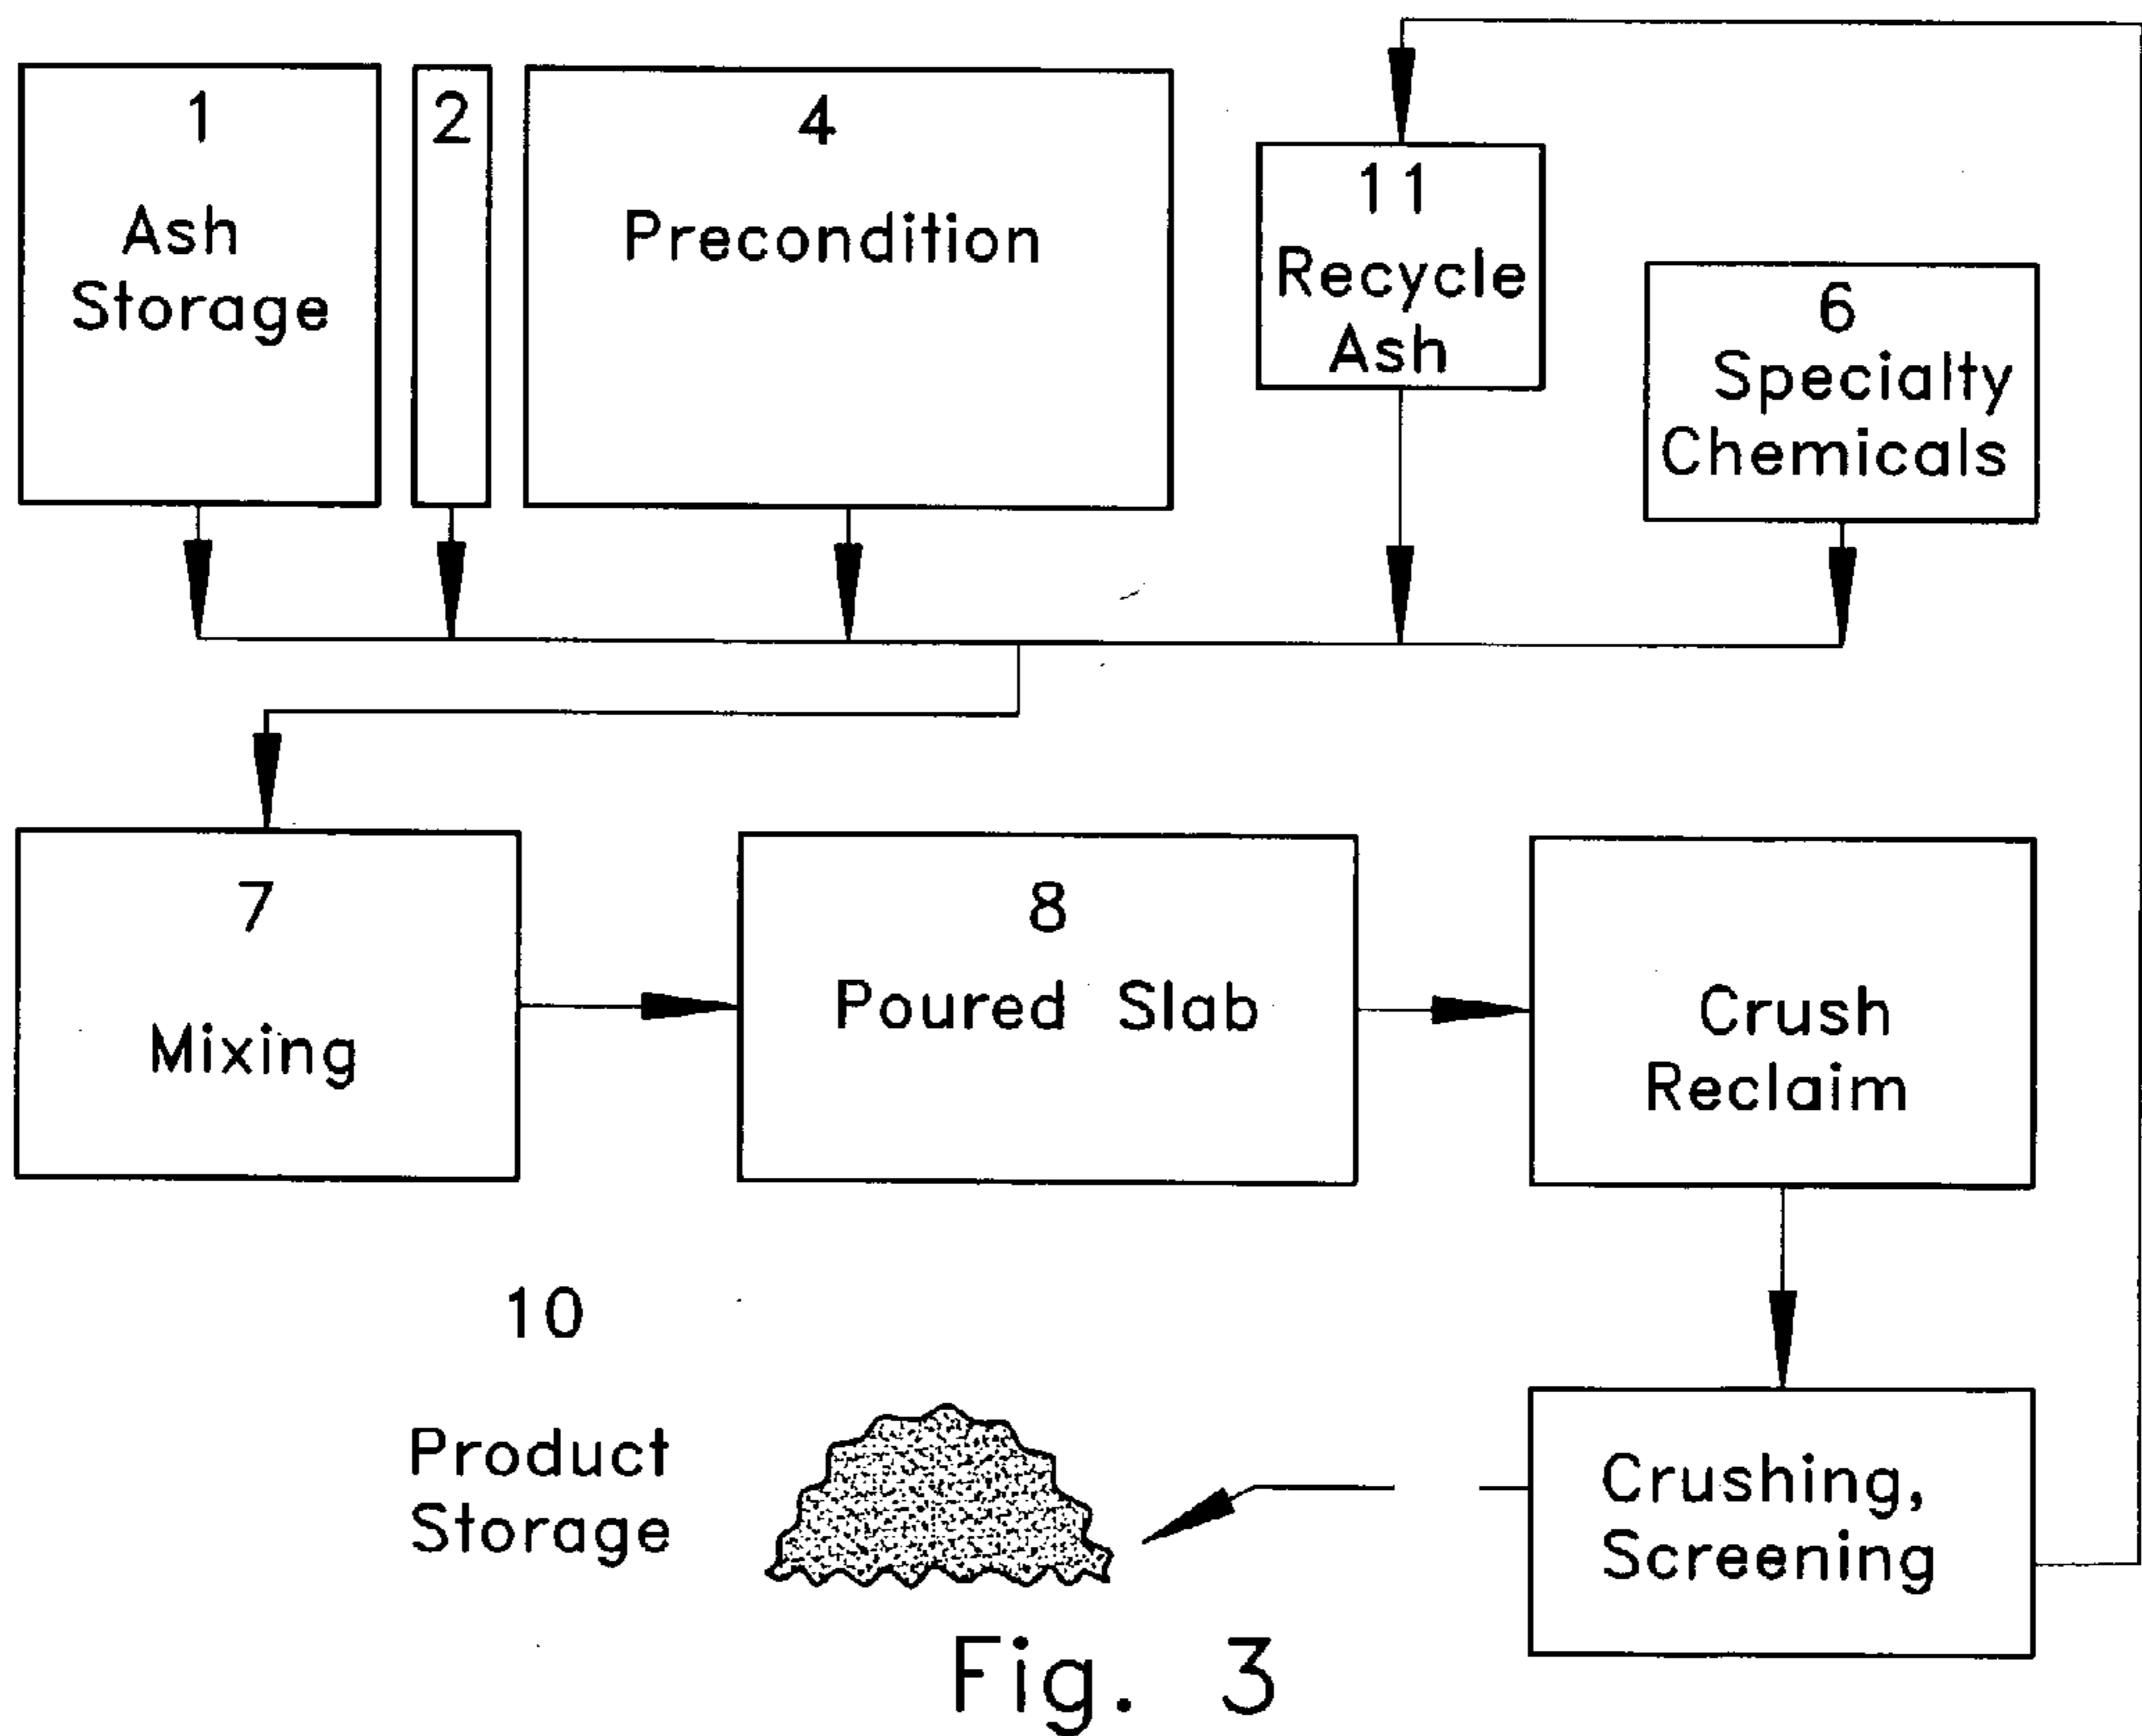 1
Ash
Storage
2
4
Precondition
11
Recycle
Ash
6
Specialty
Chemicals
7
Mixing
8
Poured Slab
Crush
Reclaim
10
Product
Storage
Crushing,
Screening
Fig. 3